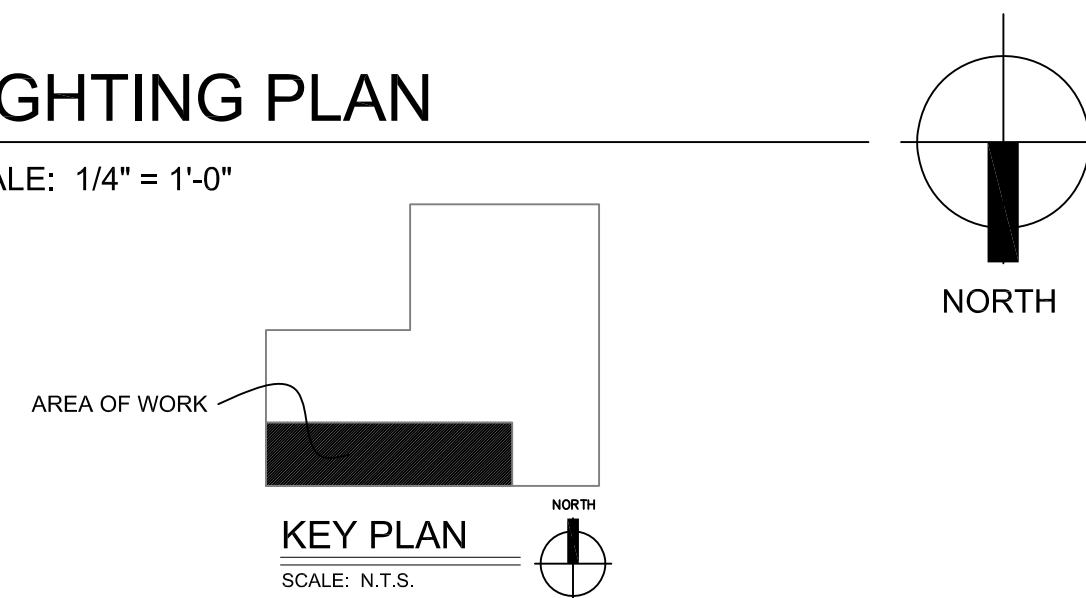 GHTING PLAN
ALE: 1/4" = 1'-0"
NORTH
AREA OF WORK
NORTH
KEY PLAN
SCALE: N.T.S.